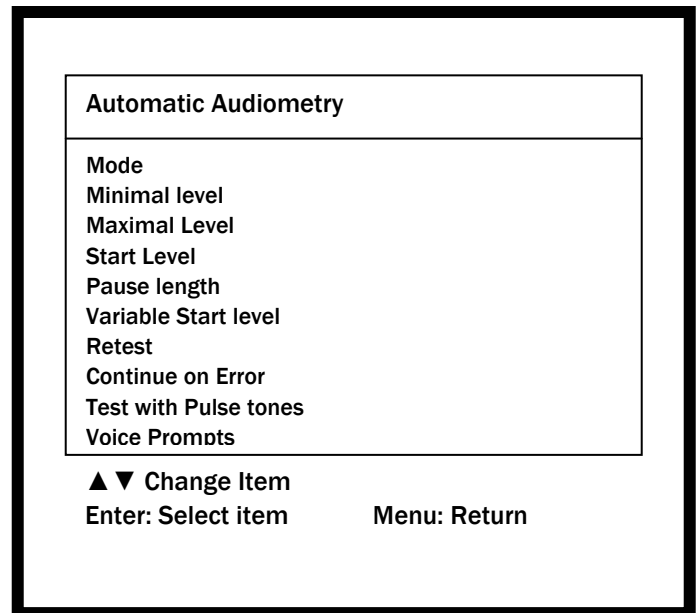 Automatic Audiometry
Mode
Minimal level
Maximal Level
Start Level
Pause length
Variable Start level
Retest
Continue on Error
Test with Pulse tones
Voice Prompts
▲▼ Change Item
Enter: Select item Menu: Return